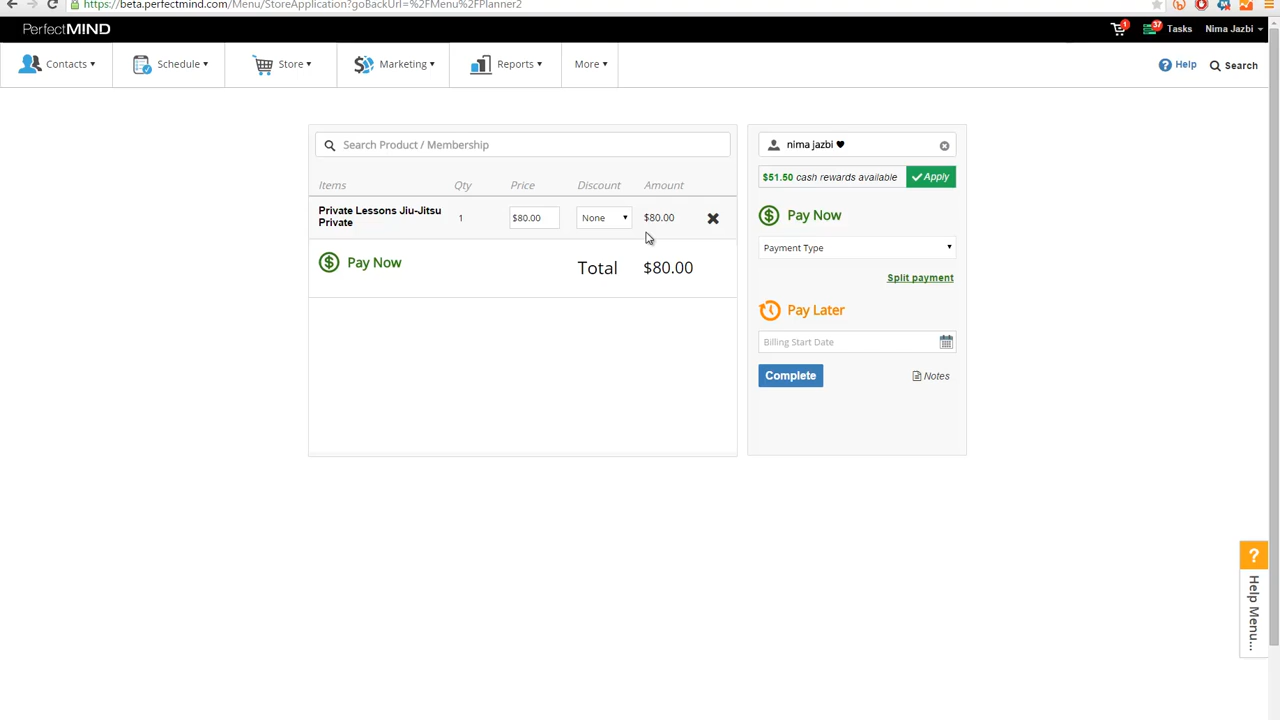 https://beta.perfectmind.com/Menu/StoreApplication?goBackUrl=%2FMenu%2FPlanner2
PerfectMIND
1
37
Tasks
Nima Jazbi
Contacts
Schedule
Store
Marketing
Reports
More
Help
Search
Search Product / Membership
Items Qty Price Discount Amount
Private Lessons Jiu-Jitsu
Private
1
$80.00
None
$80.00
Pay Now
Total $80.00
nima jazbi
$51.50 cash rewards available
Apply
Pay Now
Payment Type
Split payment
Pay Later
Billing Start Date
Complete
Notes
?
Help Menu...